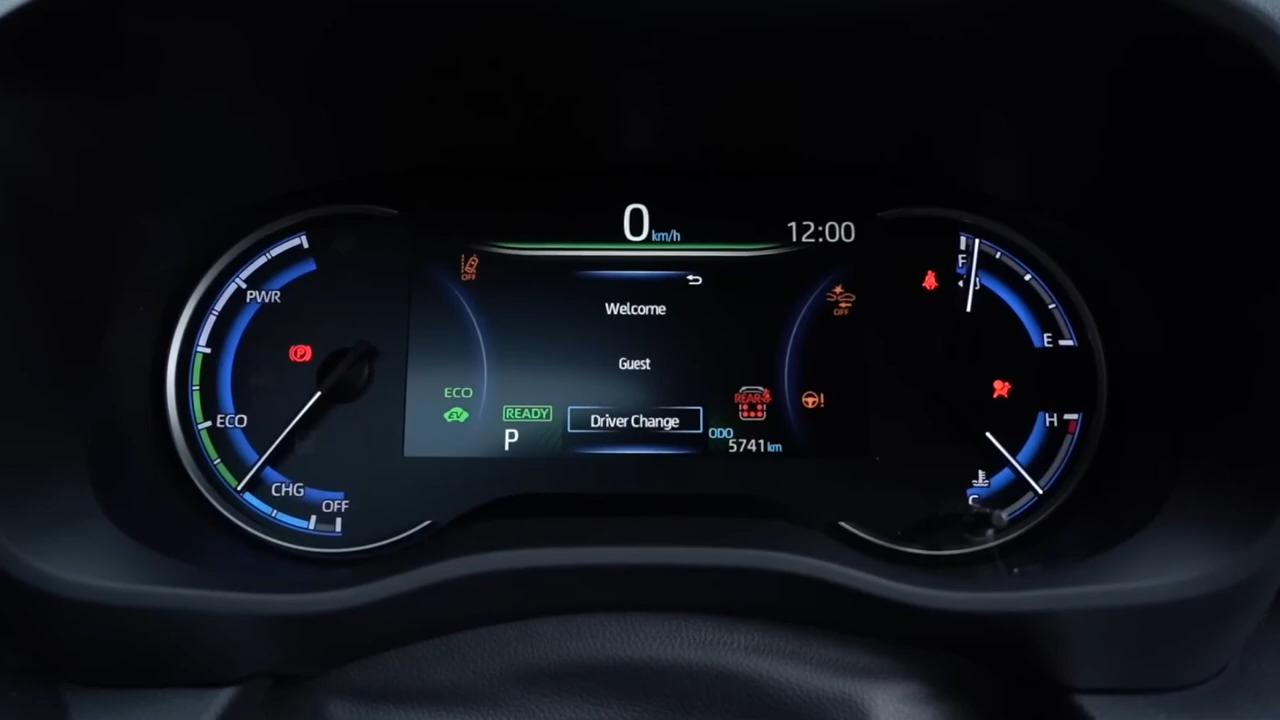 0 km/h
12:00
OFF
Welcome
Guest
Driver Change
OFF
ECO
EV
READY
P
REAR
ODO
5741 km
PWR
P
ECO
CHG
OFF
F
E
H
C